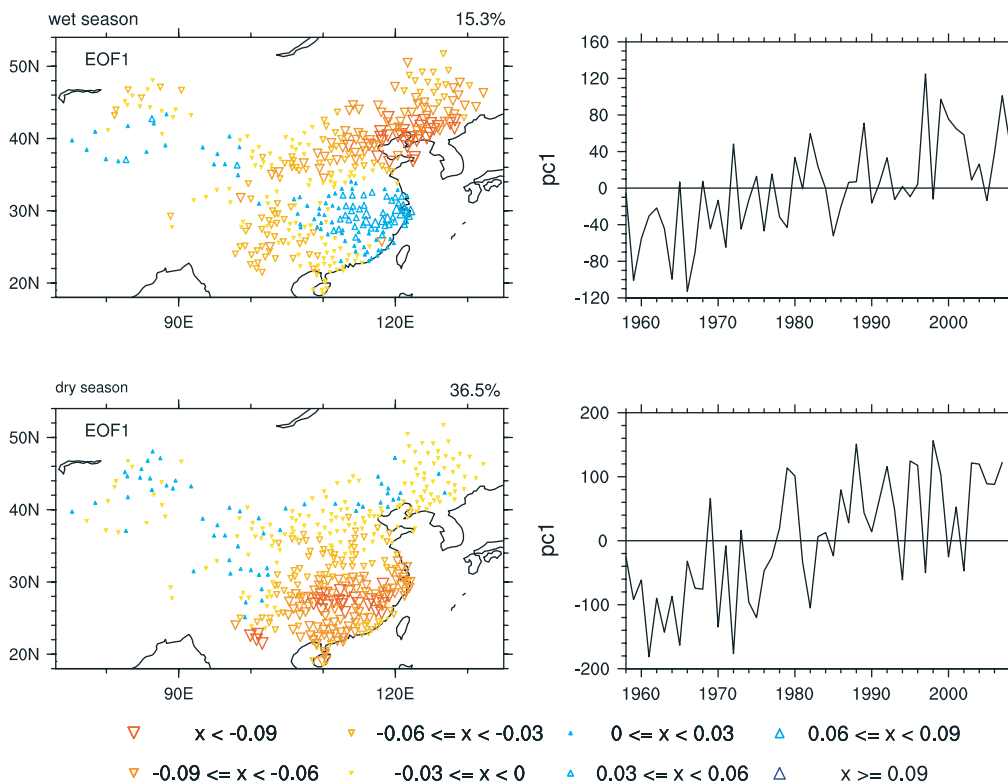 wet season 15.3%
EOF1
50N
40N
30N
20N
90E 120E
pc1
160
120
80
40
0
-40
-80
-120
1960 1970 1980 1990 2000
dry season 36.5%
EOF1
50N
40N
30N
20N
90E 120E
pc1
200
100
0
-100
-200
1960 1970 1980 1990 2000
x < -0.09 -0.06 <= x < -0.03 0 <= x < 0.03 0.06 <= x < 0.09
-0.09 <= x < -0.06 -0.03 <= x < 0 0.03 <= x < 0.06 x >= 0.09